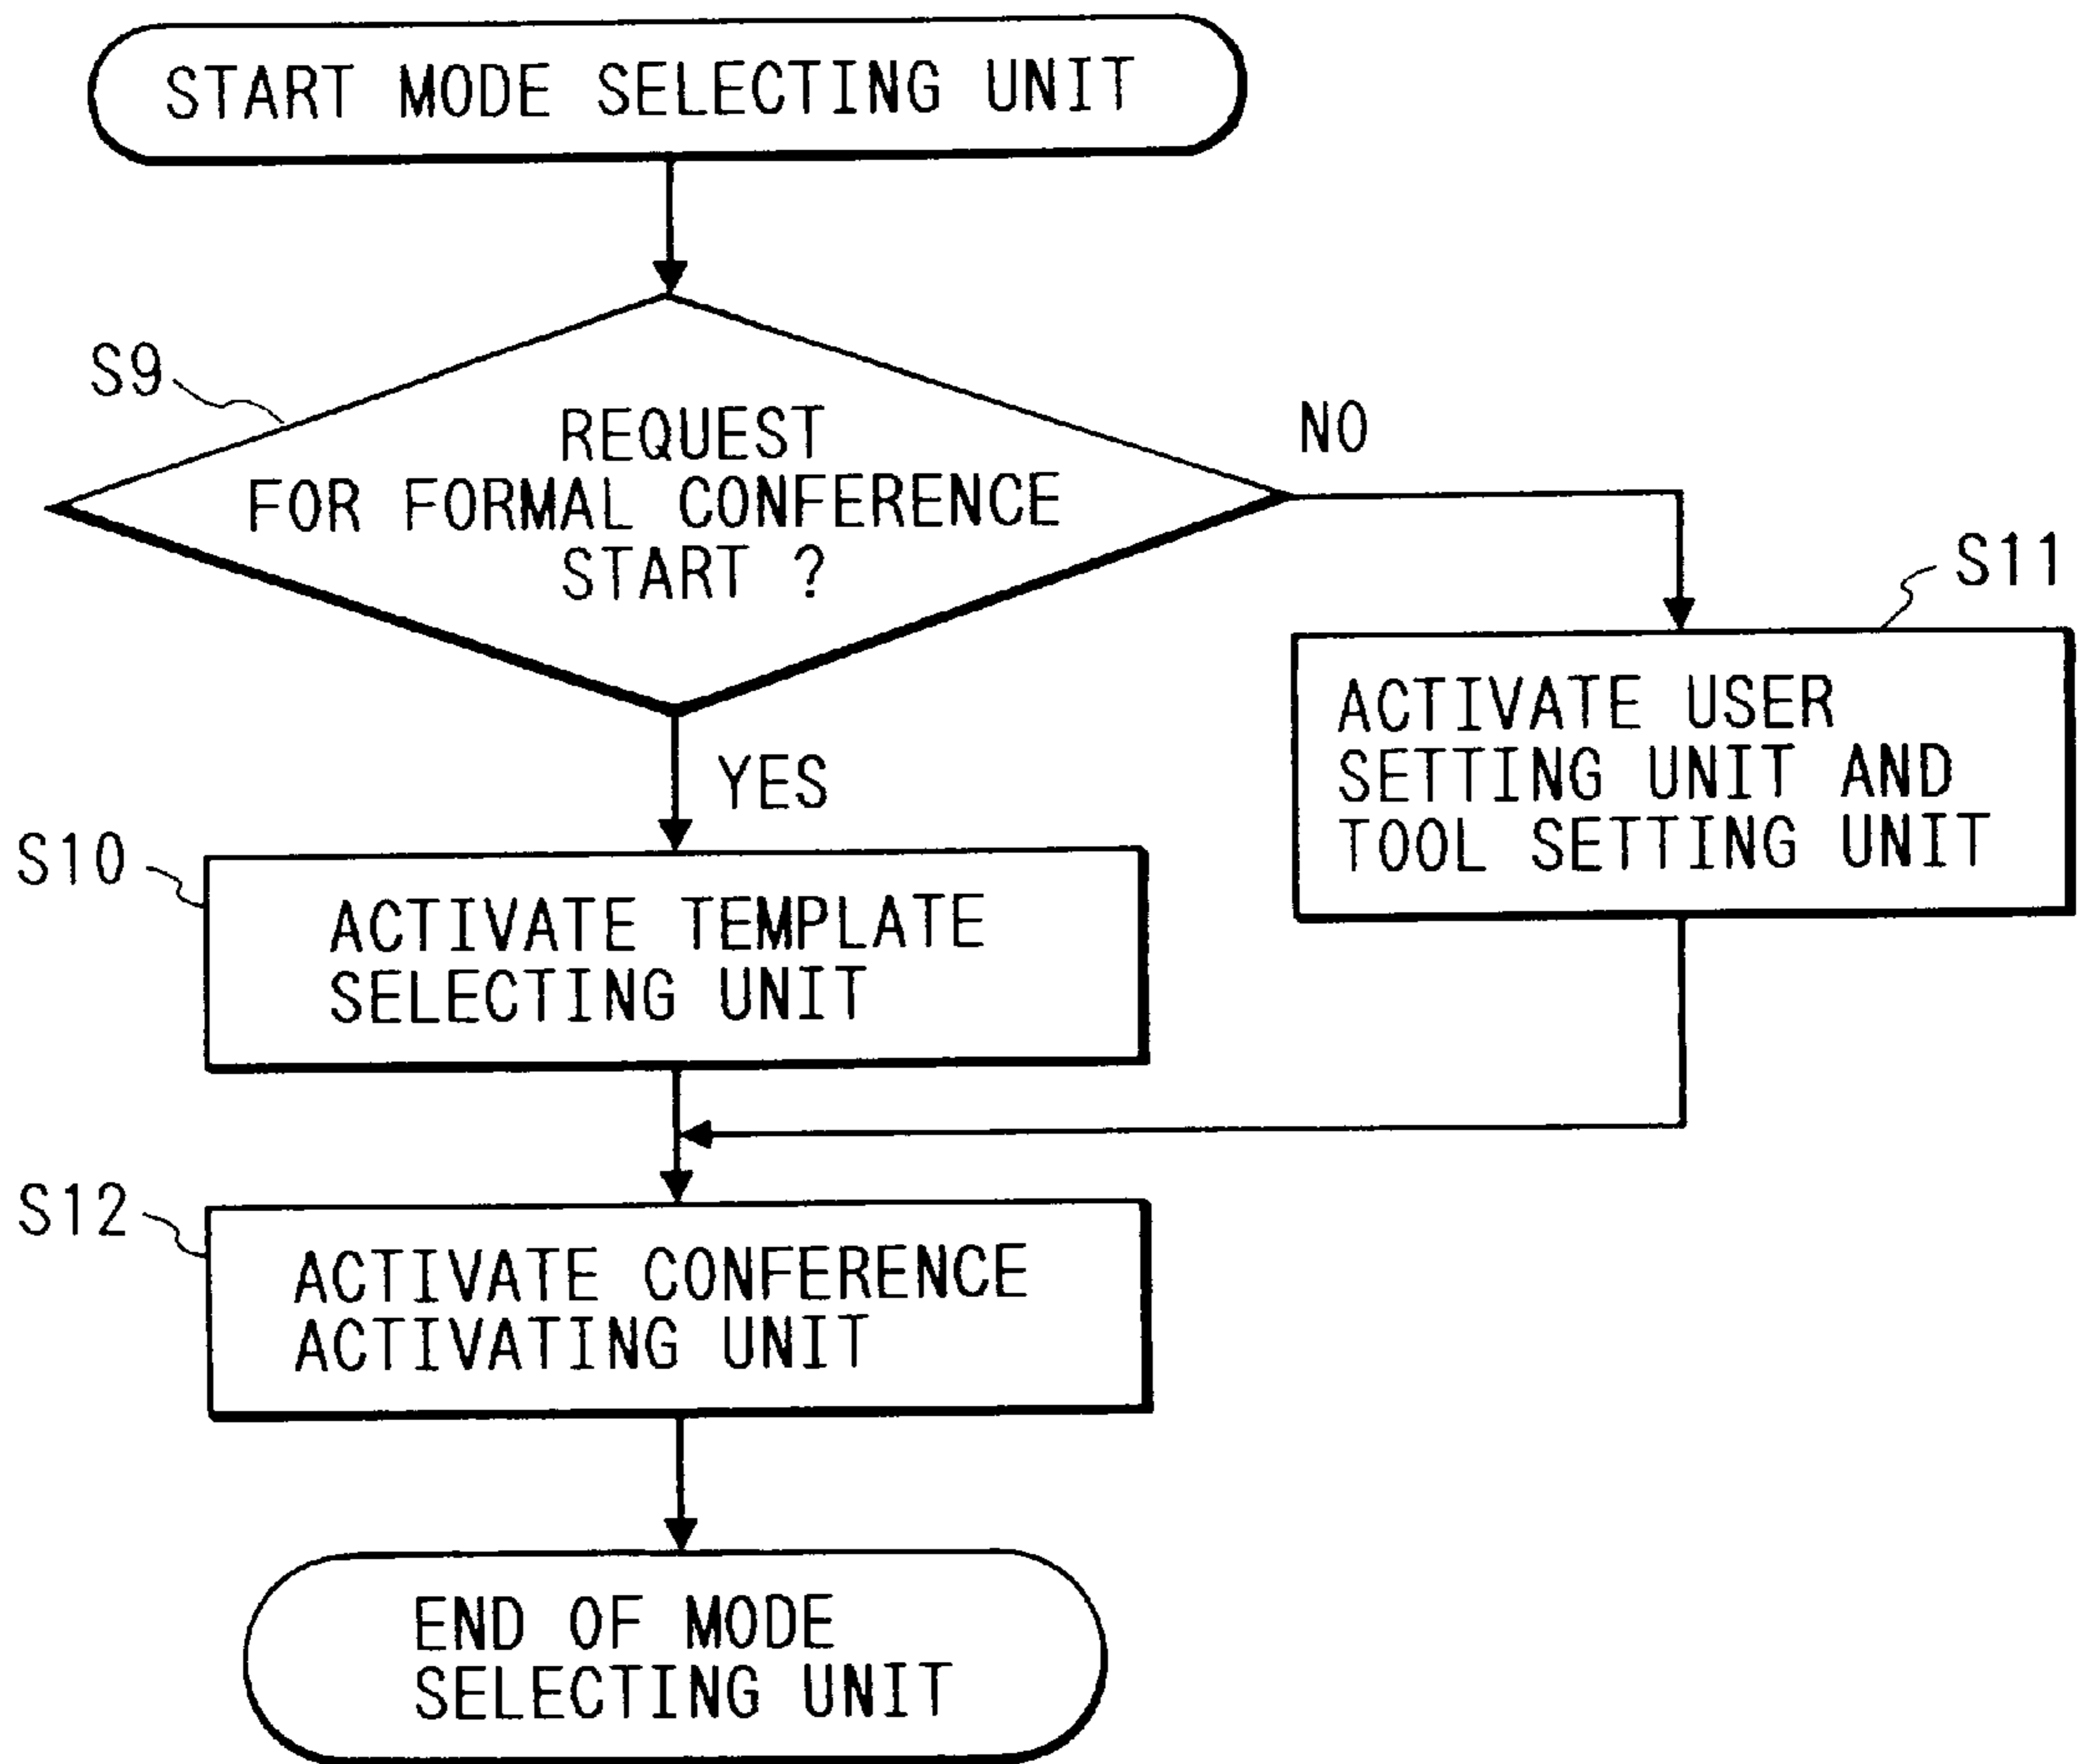 START MODE SELECTING UNIT
S9
REQUEST
FOR FORMAL CONFERENCE
START ?
NO
S11
ACTIVATE USER
SETTING UNIT AND
TOOL SETTING UNIT
YES
S10
ACTIVATE TEMPLATE
SELECTING UNIT
S12
ACTIVATE CONFERENCE
ACTIVATING UNIT
END OF MODE
SELECTING UNIT